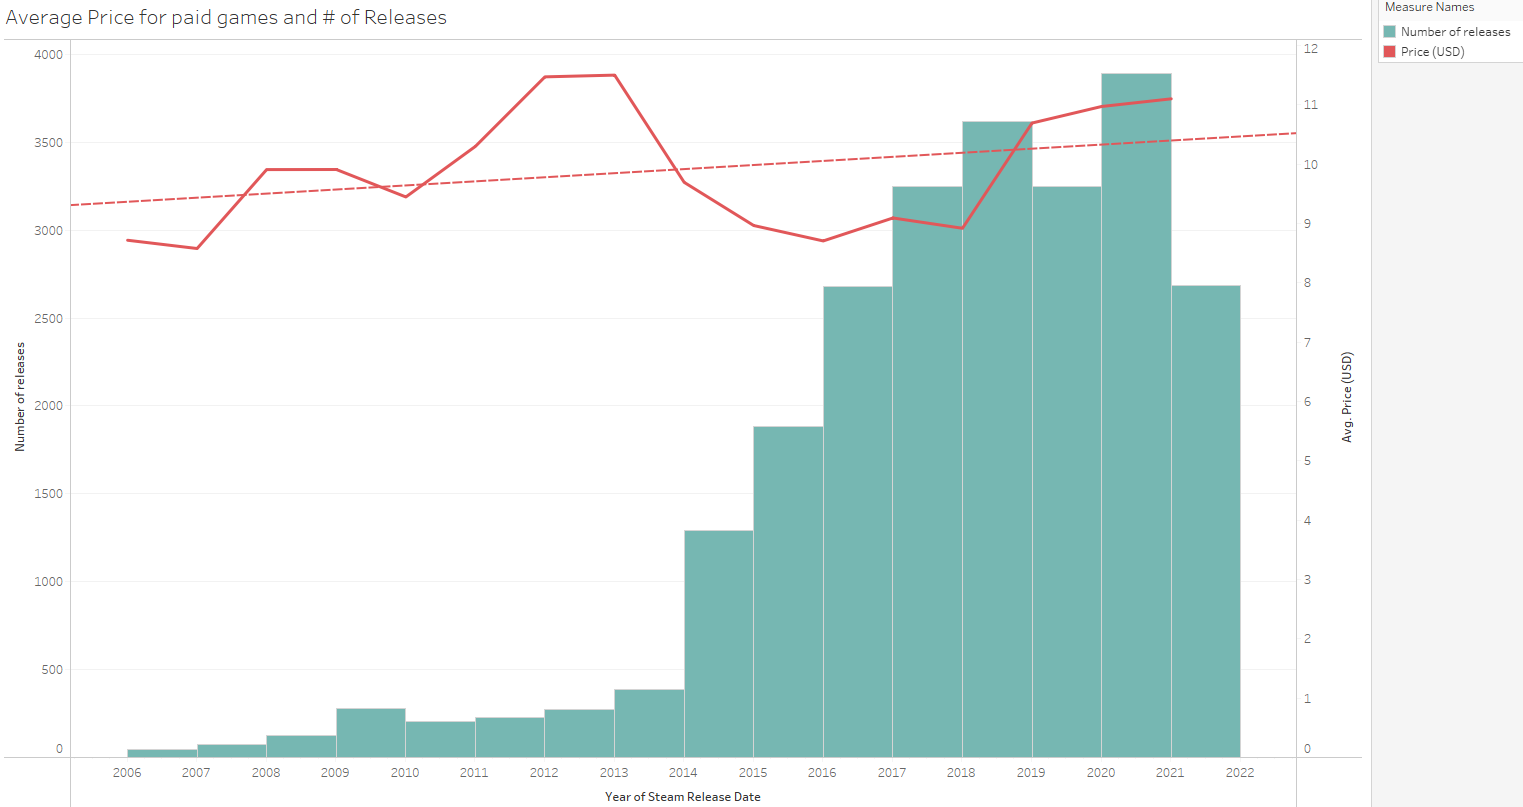 Average Price for paid games and # of Releases
Measure Names
Number of releases
Price (USD)
4000
3500
3000
2500
2000
1500
1000
500
0
Number of releases
12
11
10
9
8
7
6
5
4
3
2
1
0
Avg. Price (USD)
2006 2007 2008 2009 2010 2011 2012 2013 2014 2015 2016 2017 2018 2019 2020 2021 2022
Year of Steam Release Date